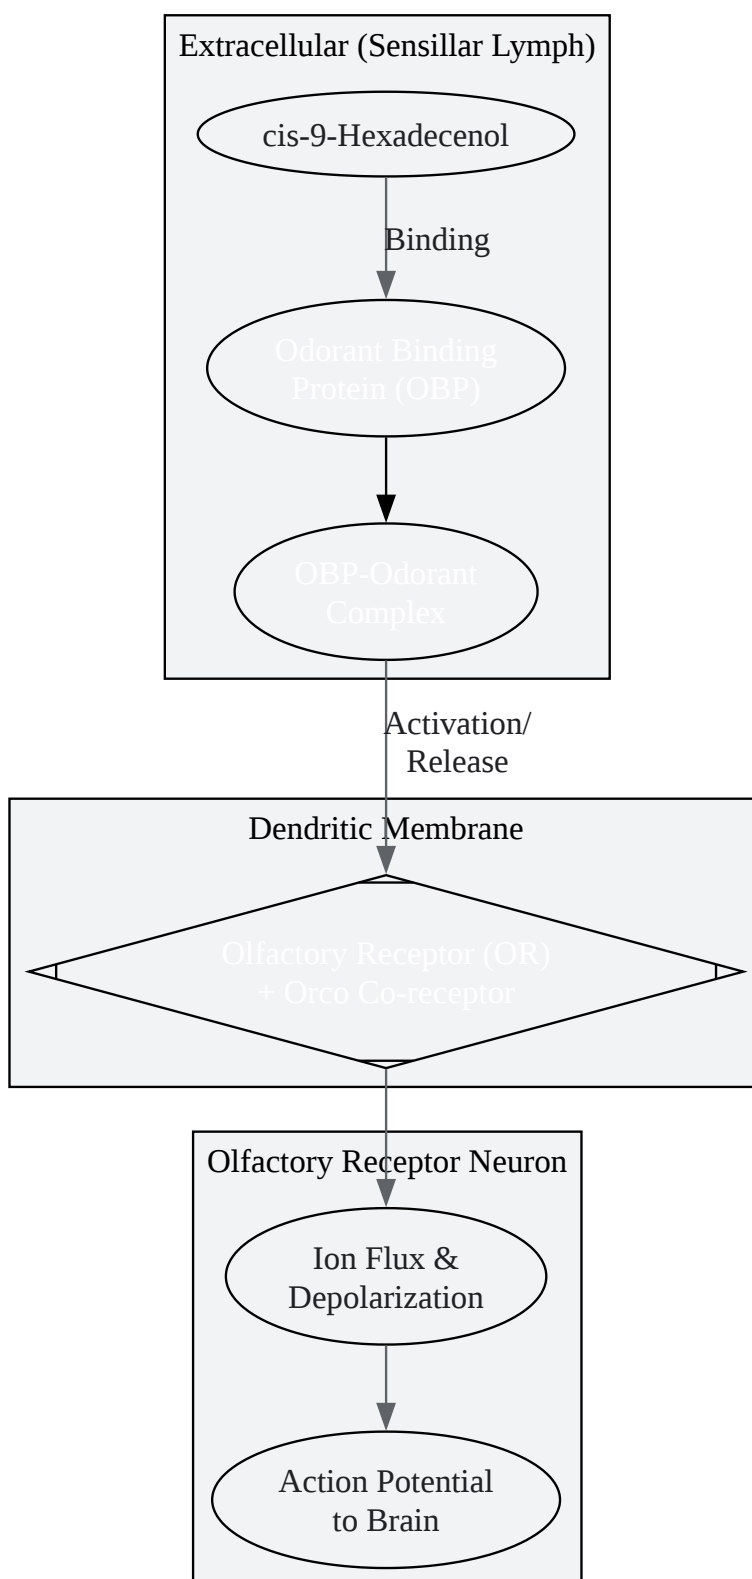 Extracellular (Sensillar Lymph)
cis-9-Hexadecenol
Binding
Odorant Binding
Protein (OBP)
OBP-Odorant
Complex
Activation/
Release
Dendritic Membrane
Olfactory Receptor (OR)
+ Orco Co-receptor
Olfactory Receptor Neuron
Ion Flux &
Depolarization
Action Potential
to Brain